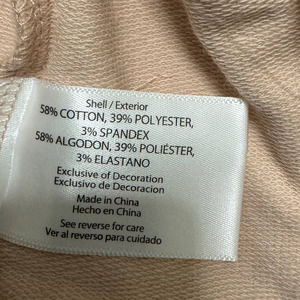 Shell / Exterior
58% COTTON, 39% POLYESTER,
3% SPANDEX
58% ALGODON, 39% POLIÉSTER,
3% ELASTANO
Exclusive of Decoration
Exclusivo de Decoracion
Made in China
Hecho en China
See reverse for care
Ver al reverso para cuidado